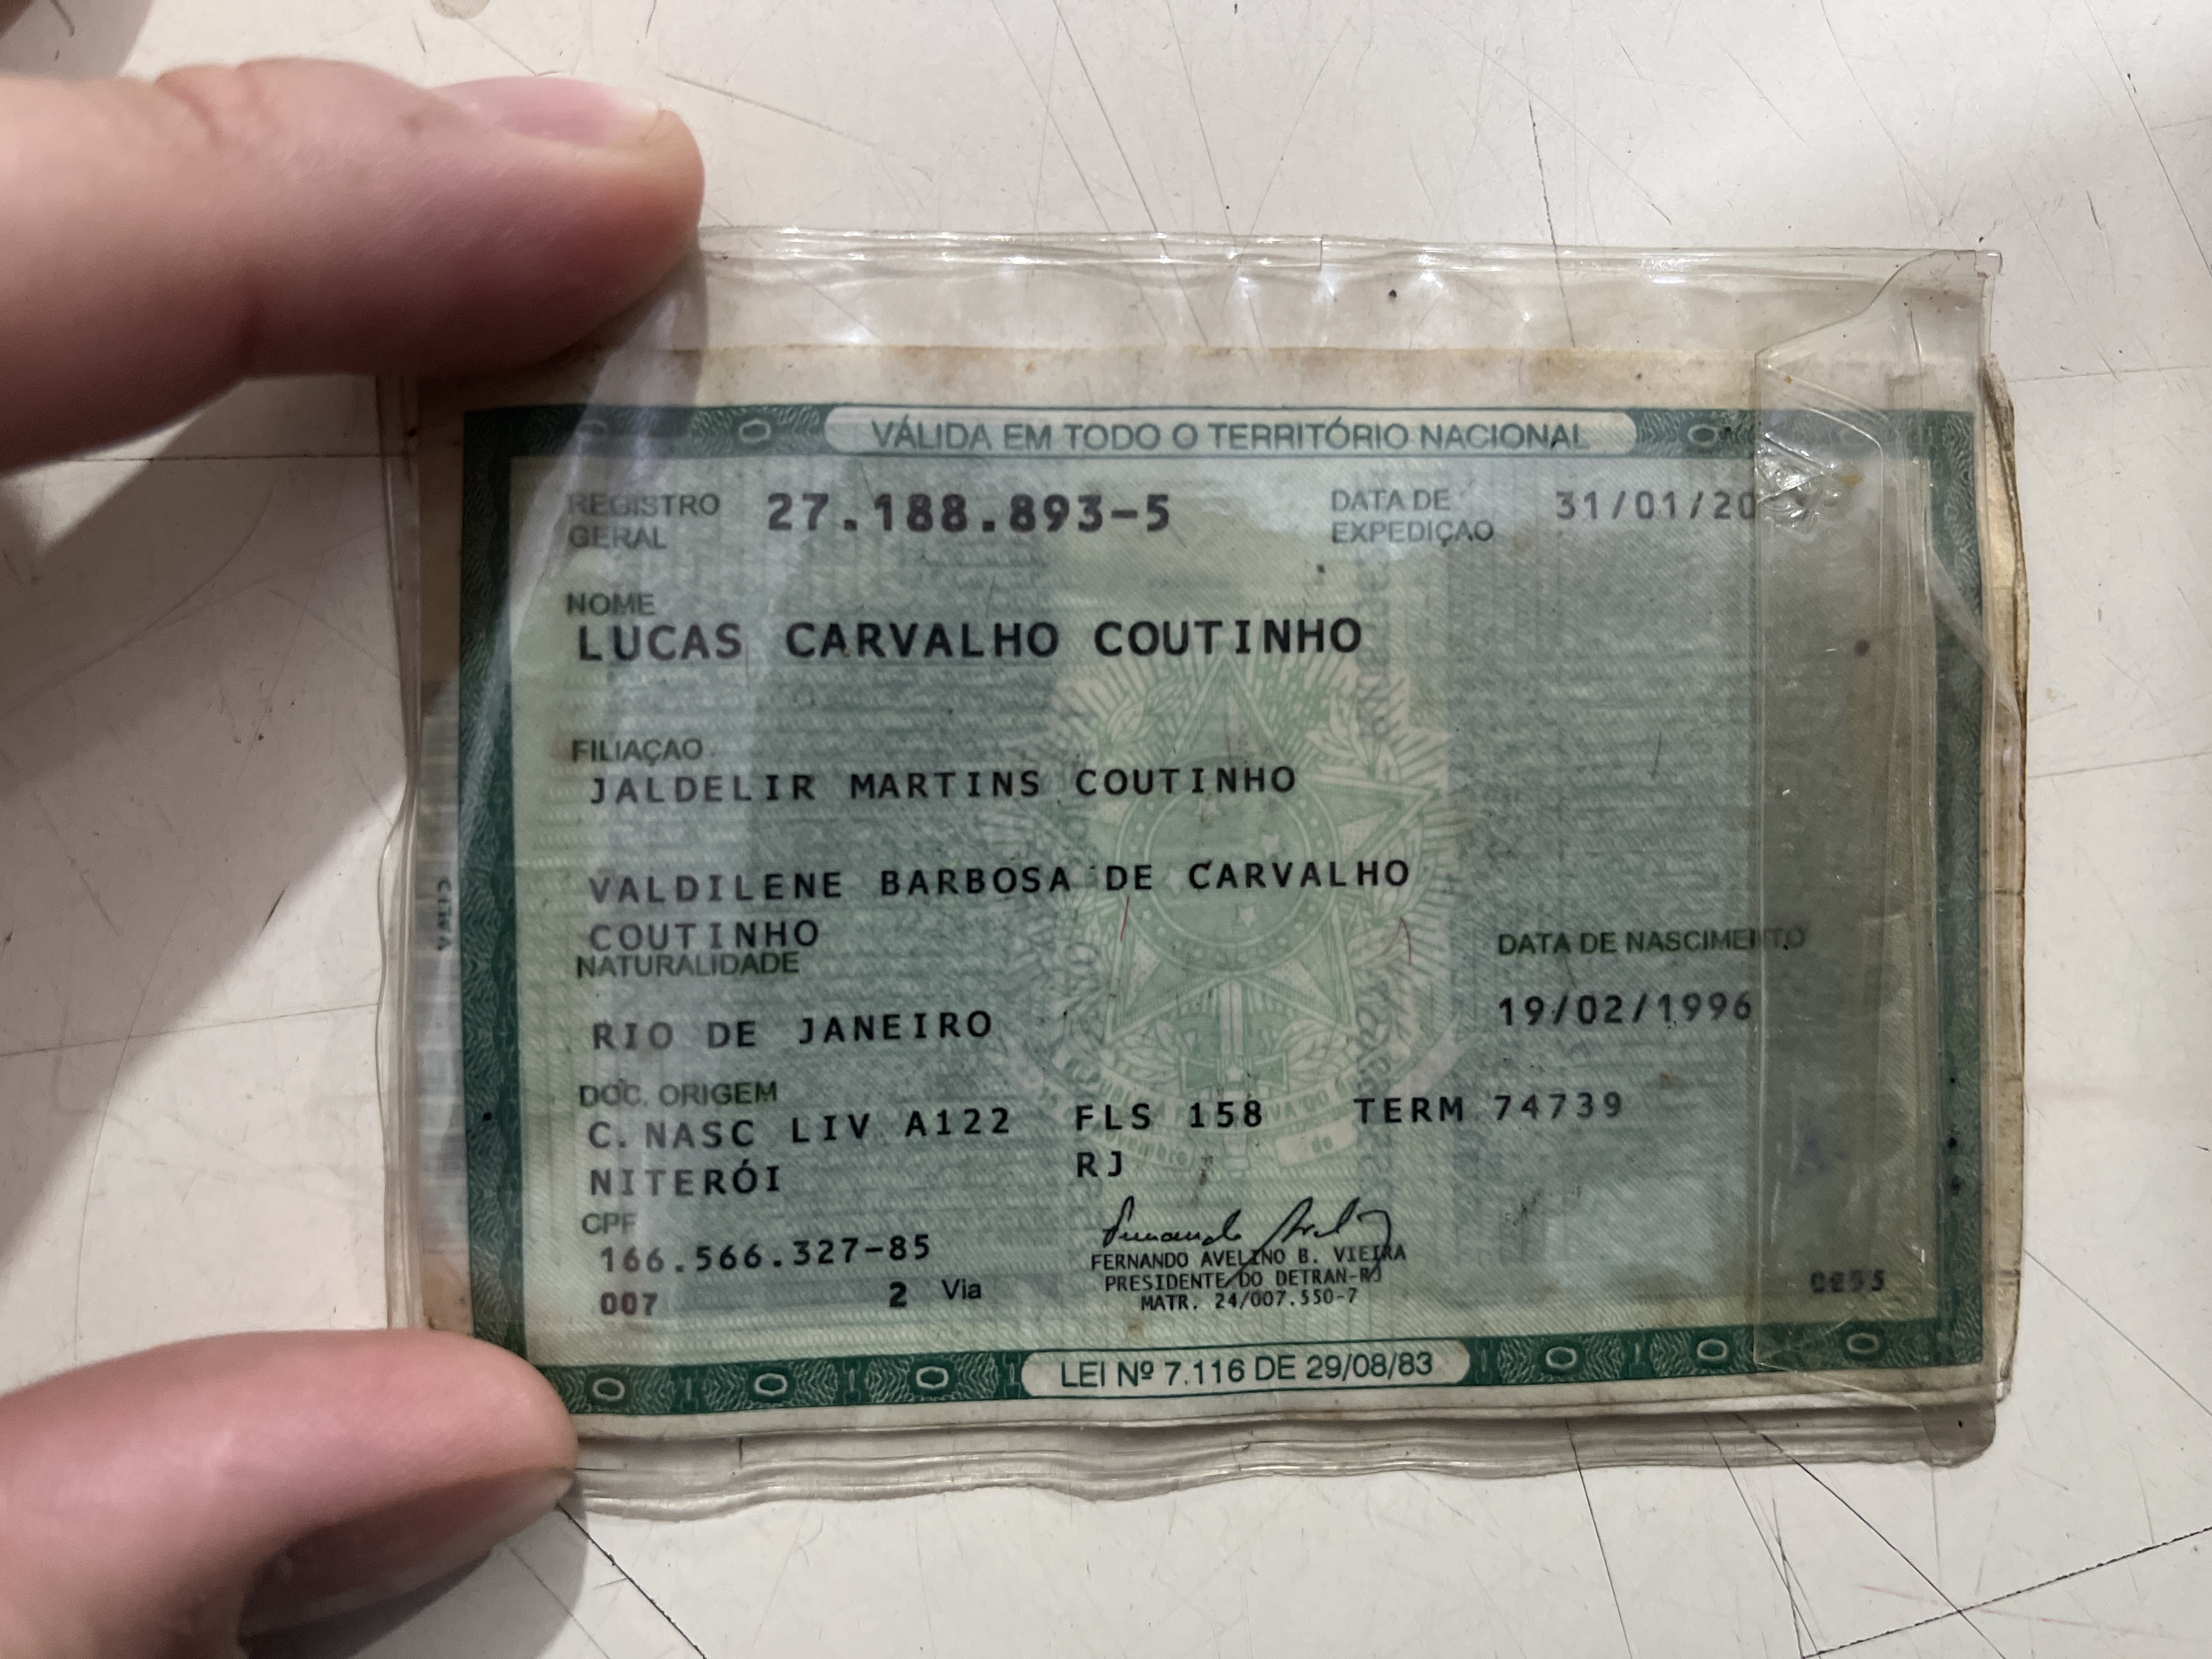 VÁLIDA EM TODO O TERRITÓRIO NACIONAL
REGISTRO GERAL 27.188.893-5 DATA DE EXPEDIÇÃO 31/01/20
NOME
LUCAS CARVALHO COUTINHO
FILIAÇÃO
JALDELIR MARTINS COUTINHO
VALDILENE BARBOSA DE CARVALHO
COUTINHO
NATURALIDADE DATA DE NASCIMENTO
RIO DE JANEIRO 19/02/1996
DOC. ORIGEM
C. NASC LIV A122 FLS 158 TERM 74739
NITERÓI RJ
CPF
166.566.327-85
FERNANDO AVELINO B. VIEIRA
PRESIDENTE DO DETRAN-RJ
MATR. 24/007.550-7
007 2 Via
LEI Nº 7.116 DE 29/08/83